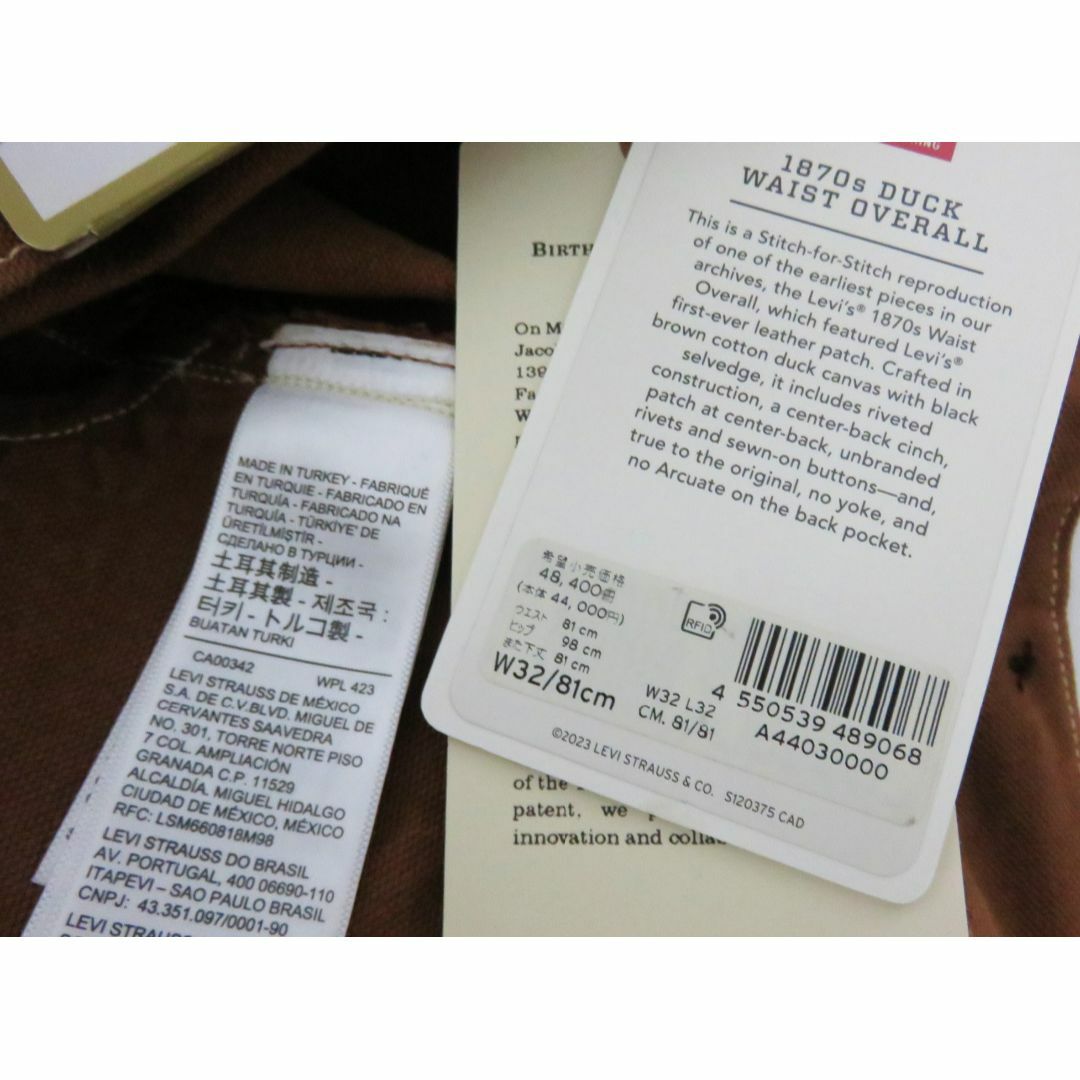 MADE IN TURKEY - FABRIQUÉ
EN TURQUIE - FABRICADO EN
TURQUÍA - FABRICADO NA
TURQUIA - TÜRKİYE' DE
ÜRETİLMİŞTİR -
СДЕЛАНО В ТУРЦИИ -
土耳其制造 -
土耳其製 - 제조국 :
터키 - トルコ製 -
BUATAN TURKI
CA00342 WPL 423
LEVI STRAUSS DE MÉXICO
S.A. DE C.V.BLVD. MIGUEL DE
CERVANTES SAAVEDRA
NO. 301, TORRE NORTE PISO
7 COL. AMPLIACIÓN
GRANADA C.P. 11529
ALCALDÍA. MIGUEL HIDALGO
CIUDAD DE MÉXICO, MÉXICO
RFC: LSM660818M98
LEVI STRAUSS DO BRASIL
AV. PORTUGAL, 400 06690-110
ITAPEVI – SAO PAULO BRASIL
CNPJ: 43.351.097/0001-90
LEVI STRAUSS
BIRTH
On M
Jaco
139
Fa
W
of the
patent, we
innovation and collab
1870s DUCK
WAIST OVERALL
This is a Stitch-for-Stitch reproduction
of one of the earliest pieces in our
archives, the Levi's® 1870s Waist
Overall, which featured Levi's®
first-ever leather patch. Crafted in
brown cotton duck canvas with black
selvedge, it includes riveted
construction, a center-back cinch,
patch at center-back, unbranded
rivets and sewn-on buttons—and,
true to the original, no yoke, and
no Arcuate on the back pocket.
希望小売価格
48,400円
(本体 44,000円)
ウエスト 81 cm
ヒップ 98 cm
また下丈 81 cm
W32/81cm
RFID
W32 L32
CM. 81/81
4 550539 489068
A44030000
©2023 LEVI STRAUSS & CO. S120375 CAD